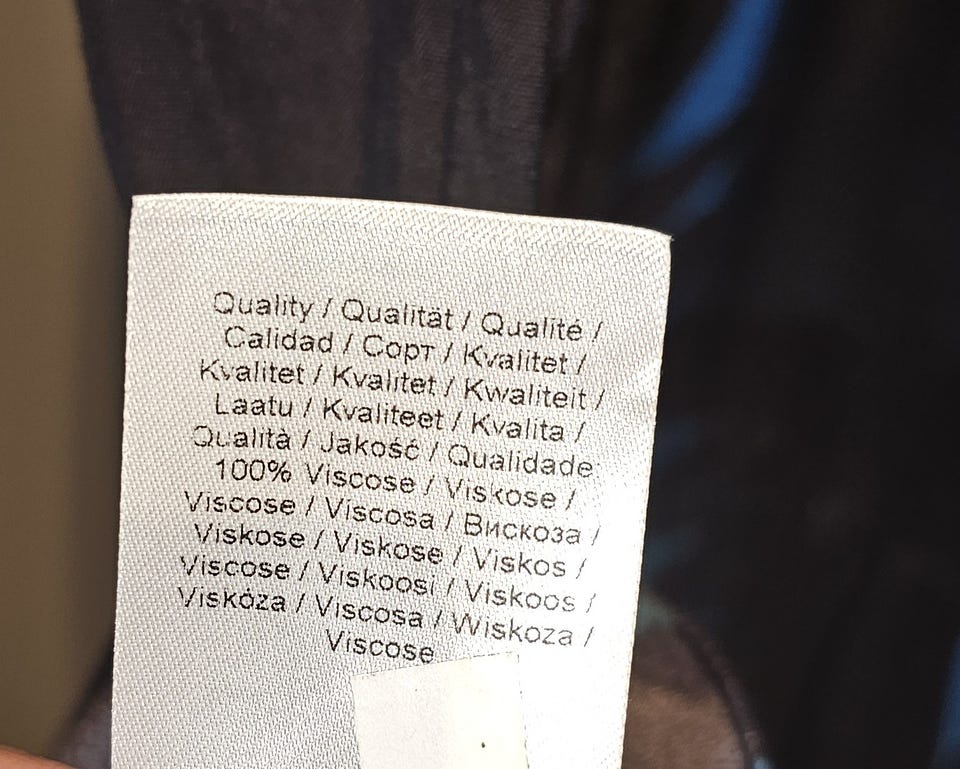 Quality / Qualität / Qualité /
Calidad / Сорт / Kvalitet /
Kvalitet / Kvalitet / Kwaliteit /
Laatu / Kvaliteet / Kvalita /
Qualità / Jakość / Qualidade
100% Viscose / Viskose /
Viscose / Viscosa / Вискоза /
Viskose / Viskose / Viskos /
Viscose / Viskoosi / Viskoos /
Viskóza / Viscosa / Wiskoza /
Viscose